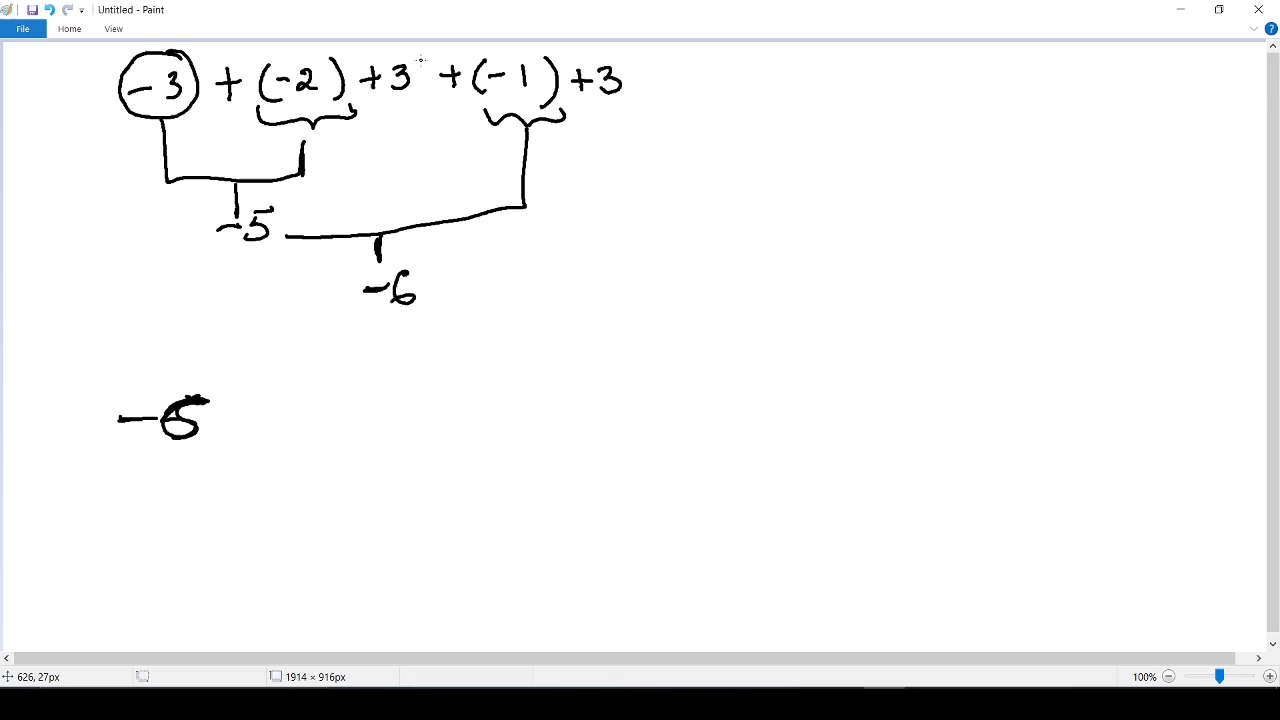 Untitled - Paint
File Home View
-3 + (-2) +3 + (-1) +3
-5
-6
-6
626, 27px 1914 × 916px 100%